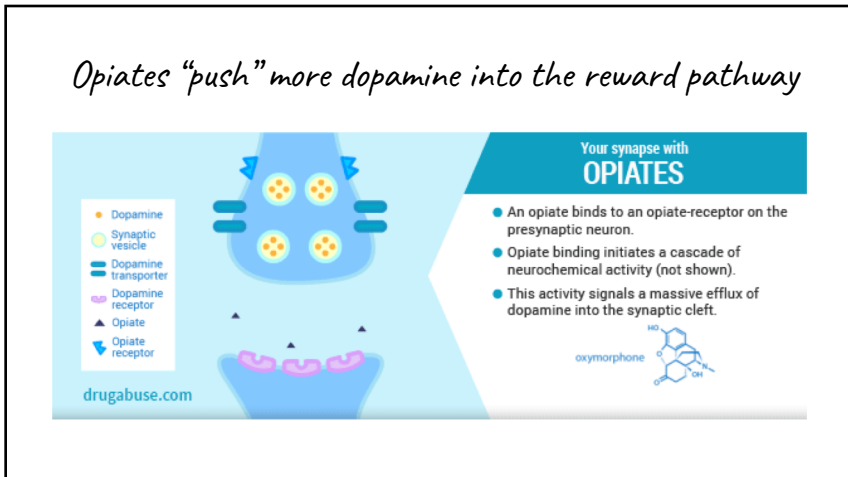 Opiates “push” more dopamine into the reward pathway
Dopamine
Synaptic
vesicle
Dopamine
transporter
Dopamine
receptor
Opiate
Opiate
receptor
drugabuse.com
Your synapse with
OPIATES
An opiate binds to an opiate-receptor on the
presynaptic neuron.
Opiate binding initiates a cascade of
neurochemical activity (not shown).
This activity signals a massive efflux of
dopamine into the synaptic cleft.
oxymorphone
HO
O
N
OH
O